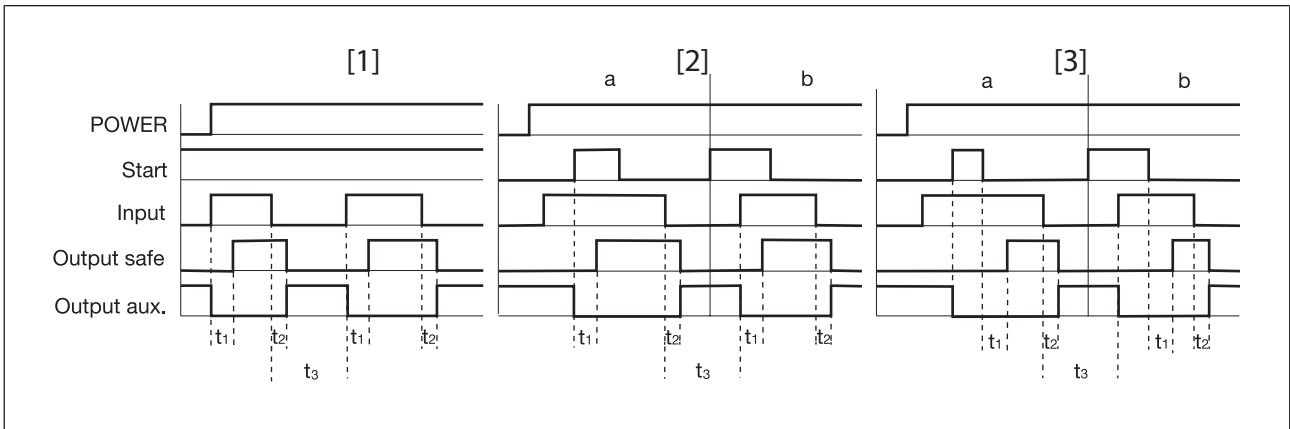 [1]
[2]
[3]
a
b
a
b
POWER
Start
Input
Output safe
Output aux.
t1
t2
t1
t2
t1
t2
t1
t2
t1
t2
t1
t2
t3
t3
t3